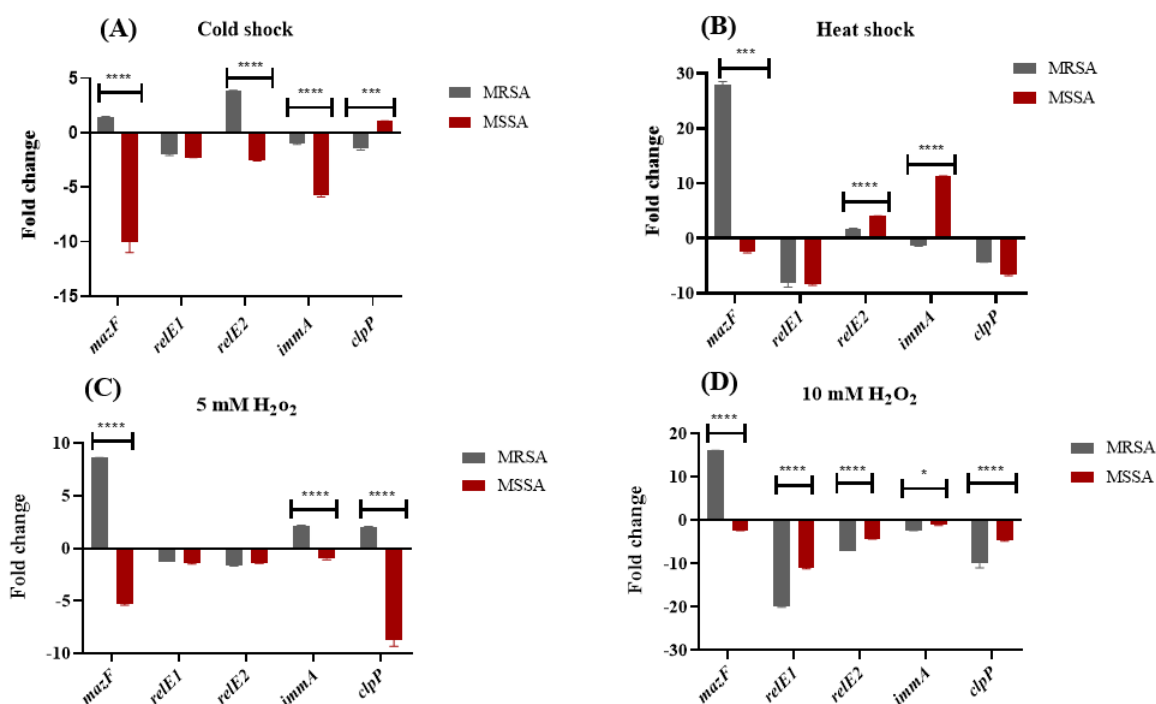 (A)
Cold shock
Fold change
5
0
-5
-10
-15
****
****
****
***
MRSA
MSSA
mazF
relE1
relE2
immA
clpP
(B)
Heat shock
Fold change
30
20
10
0
-10
***
****
****
MRSA
MSSA
mazF
relE1
relE2
immA
clpP
(C)
5 mM H₂o₂
Fold change
10
5
0
-5
-10
****
****
****
MRSA
MSSA
mazF
relE1
relE2
immA
clpP
(D)
10 mM H₂O₂
Fold change
20
10
0
-10
-20
-30
****
****
****
*
****
MRSA
MSSA
mazF
relE1
relE2
immA
clpP